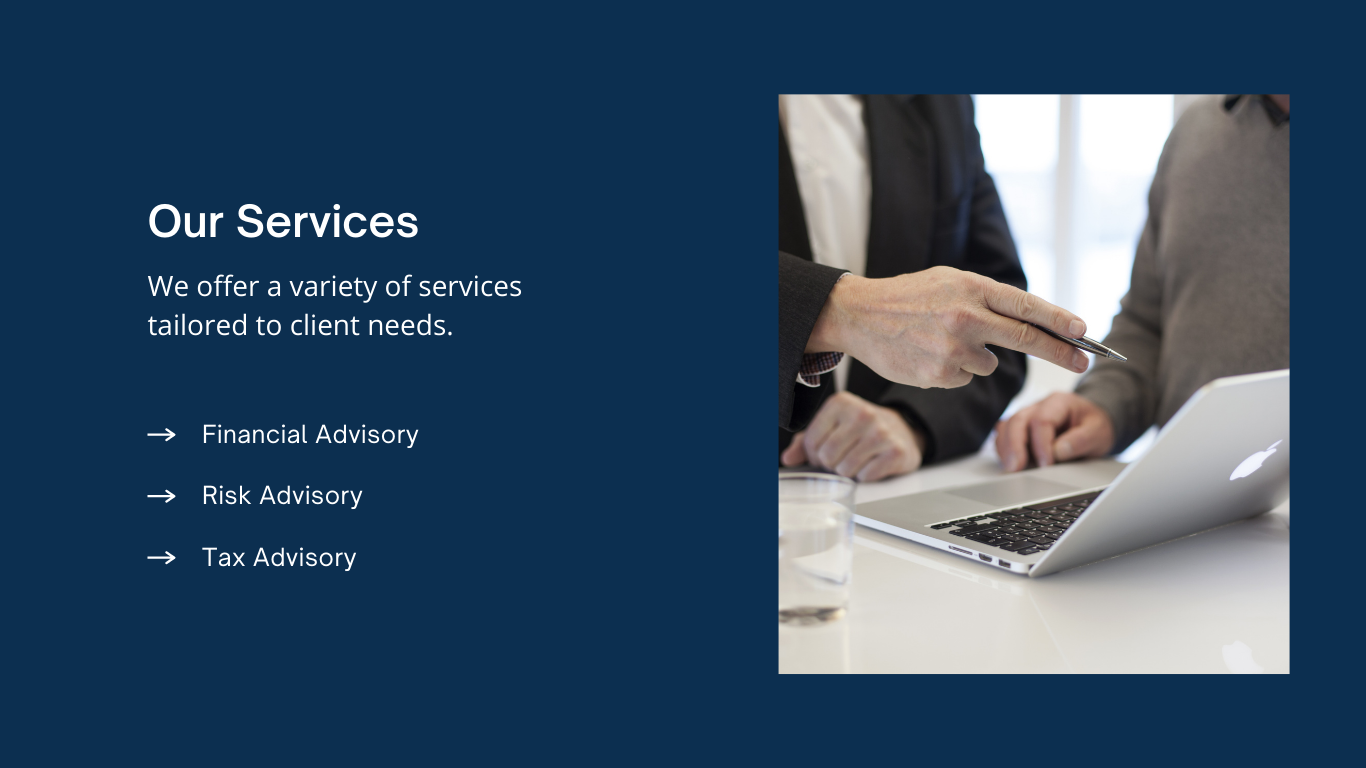 Our Services
We offer a variety of services
tailored to client needs.
→ Financial Advisory
→ Risk Advisory
→ Tax Advisory